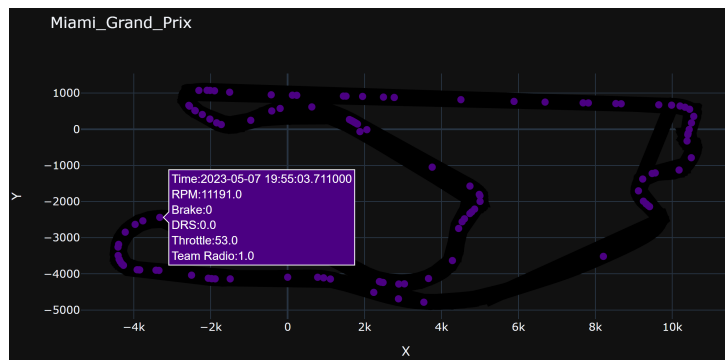 Miami_Grand_Prix
1000
0
−1000
−2000
−3000
−4000
−5000
Y
Time:2023-05-07 19:55:03.711000
RPM:11191.0
Brake:0
DRS:0.0
Throttle:53.0
Team Radio:1.0
−4k
−2k
0
2k
4k
6k
8k
10k
X